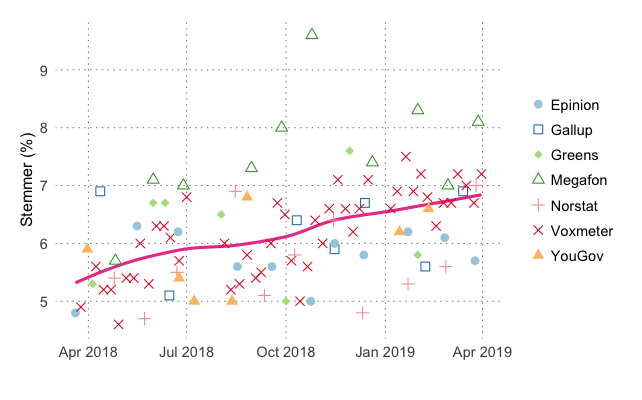 Stemmer (%)
9
8
7
6
5
Apr 2018
Jul 2018
Oct 2018
Jan 2019
Apr 2019
Epinion
Gallup
Greens
Megafon
Norstat
Voxmeter
YouGov